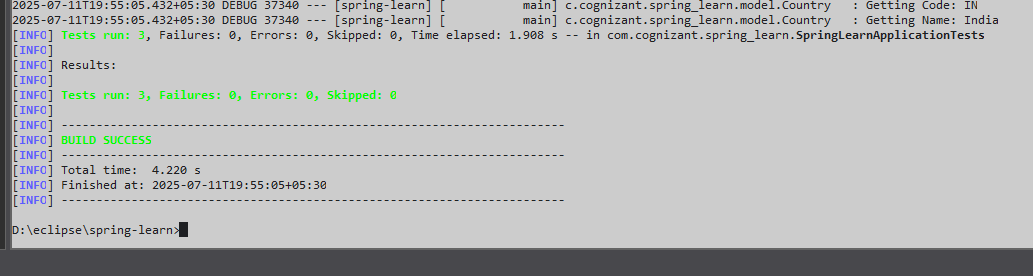 2025-07-11T19:55:05.432+05:30 DEBUG 37340 --- [spring-learn] [           main] c.cognizant.spring_learn.model.Country   : Getting Code: IN
2025-07-11T19:55:05.432+05:30 DEBUG 37340 --- [spring-learn] [           main] c.cognizant.spring_learn.model.Country   : Getting Name: India
[INFO] Tests run: 3, Failures: 0, Errors: 0, Skipped: 0, Time elapsed: 1.908 s -- in com.cognizant.spring_learn.SpringLearnApplicationTests
[INFO]
[INFO] Results:
[INFO]
[INFO] Tests run: 3, Failures: 0, Errors: 0, Skipped: 0
[INFO]
[INFO] ------------------------------------------------------------------------
[INFO] BUILD SUCCESS
[INFO] ------------------------------------------------------------------------
[INFO] Total time:  4.220 s
[INFO] Finished at: 2025-07-11T19:55:05+05:30
[INFO] ------------------------------------------------------------------------
D:\eclipse\spring-learn>